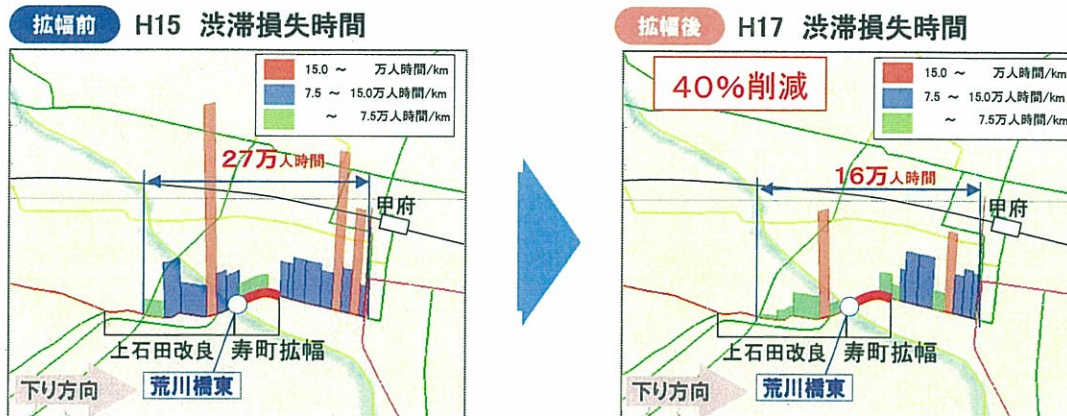 拡幅前 H15 渋滞損失時間
15.0 ～ 万人時間/km
7.5 ～ 15.0万人時間/km
～ 7.5万人時間/km
27万人時間
甲府
上石田改良 寿町拡幅
下り方向
荒川橋東
拡幅後 H17 渋滞損失時間
40%削減
15.0 ～ 万人時間/km
7.5 ～ 15.0万人時間/km
～ 7.5万人時間/km
16万人時間
甲府
上石田改良 寿町拡幅
下り方向
荒川橋東